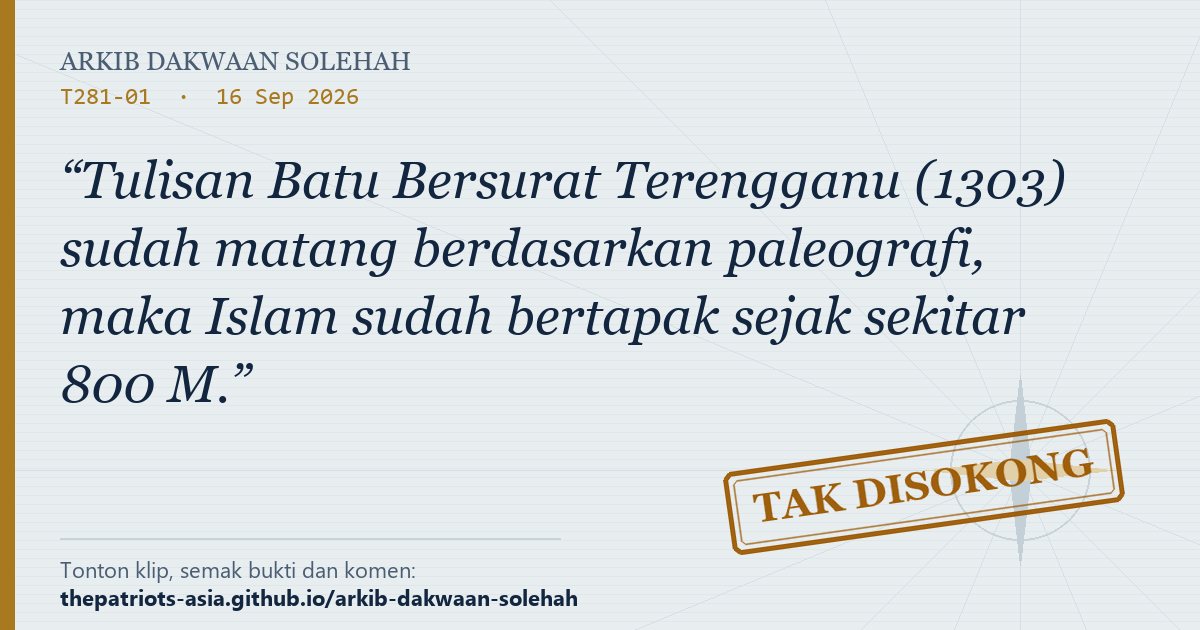 ARKIB DAKWAAN SOLEHAH
T281-01 · 16 Sep 2026
“Tulisan Batu Bersurat Terengganu (1303)
sudah matang berdasarkan paleografi,
maka Islam sudah bertapak sejak sekitar
800 M.”
TAK DISOKONG
Tonton klip, semak bukti dan komen:
thepatriots-asia.github.io/arkib-dakwaan-solehah